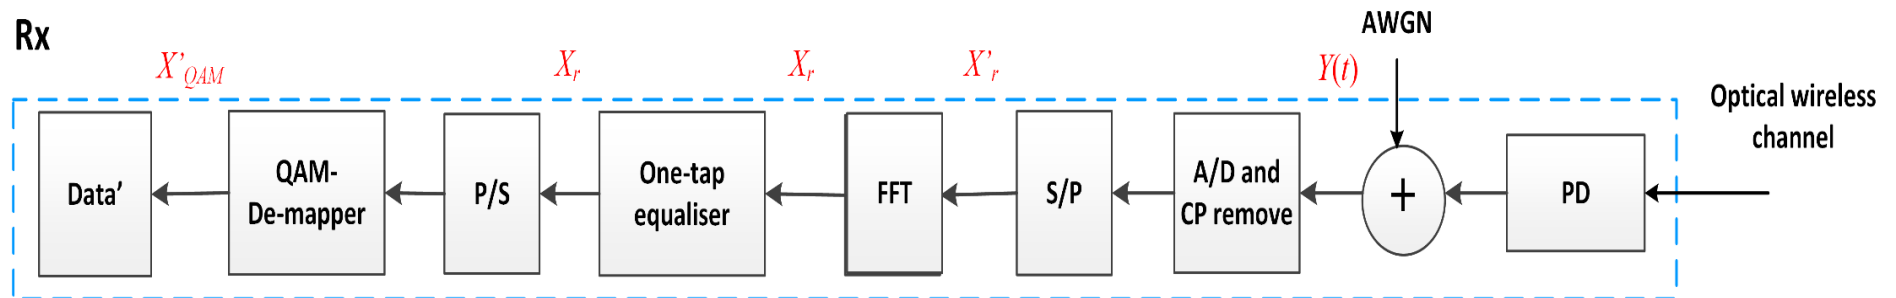 Rx
AWGN
X'QAM
Xr
Xr
X'r
Y(t)
Optical wireless
channel
Data'
QAM-
De-mapper
P/S
One-tap
equaliser
FFT
S/P
A/D and
CP remove
+
PD